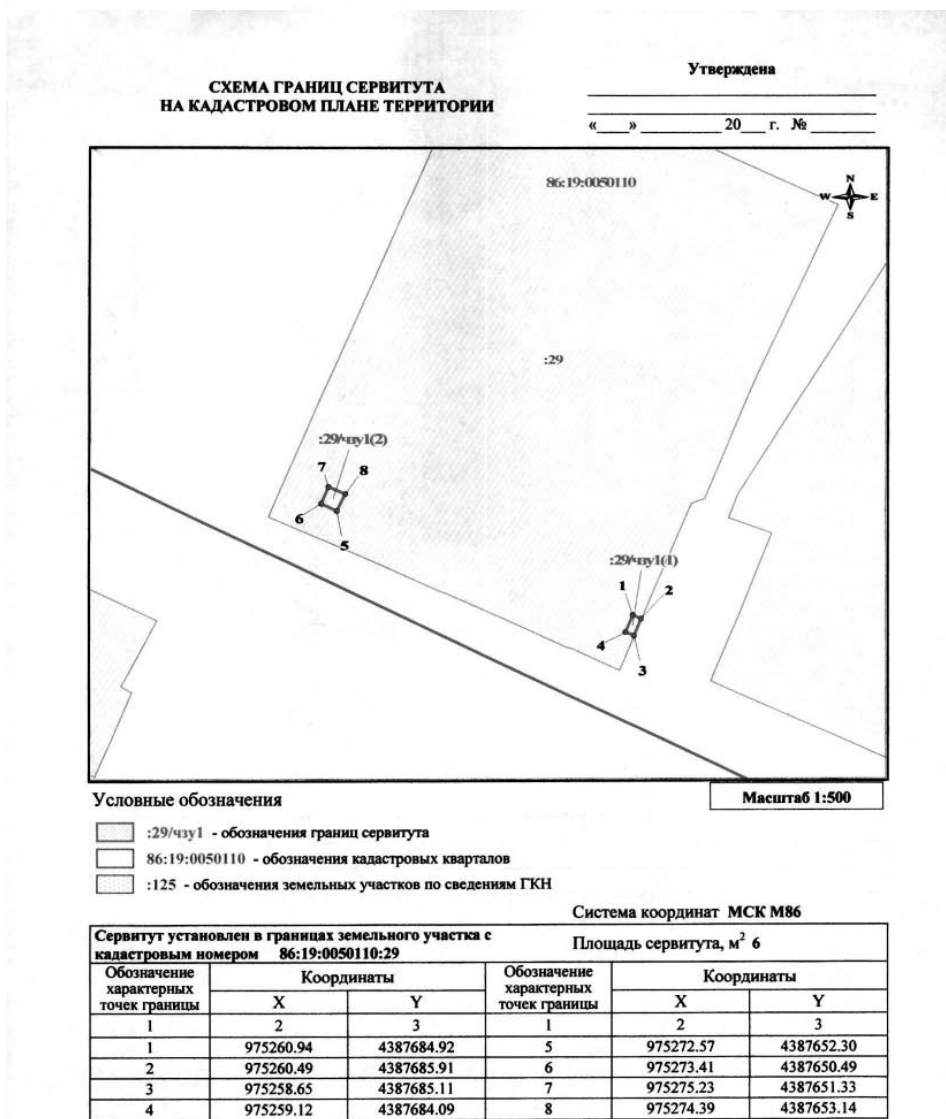 Утверждена
СХЕМА ГРАНИЦ СЕРВИТУТА
НА КАДАСТРОВОМ ПЛАНЕ ТЕРРИТОРИИ
«____» __________ 20___ г. № ________
86:19:0050110
N
W E
S
:29
:29/чзу1(2)
7 8
6
5
:29/чзу1(1)
1 2
4
3
Условные обозначения
Масштаб 1:500
:29/чзу1 - обозначения границ сервитута
86:19:0050110 - обозначения кадастровых кварталов
:125 - обозначения земельных участков по сведениям ГКН
Система координат МСК М86
Сервитут установлен в границах земельного участка с
кадастровым номером 86:19:0050110:29
Площадь сервитута, м² 6
Обозначение характерных точек границы Координаты Обозначение характерных точек границы Координаты
X Y X Y
1 2 3 1 2 3
1 975260.94 4387684.92 5 975272.57 4387652.30
2 975260.49 4387685.91 6 975273.41 4387650.49
3 975258.65 4387685.11 7 975275.23 4387651.33
4 975259.12 4387684.09 8 975274.39 4387653.14